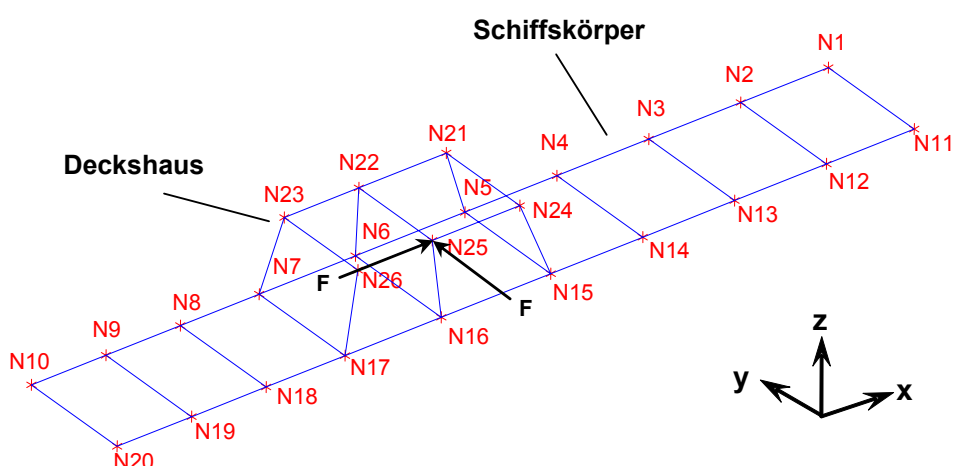 Schiffskörper
N1
N2
N3
N4
N11
N21
N12
Deckshaus
N22
N5
N13
N23
N24
N6
N25
N14
N7
N26
F
N15
F
N8
N16
N9
N17
z
N10
N18
y
x
N19
N20